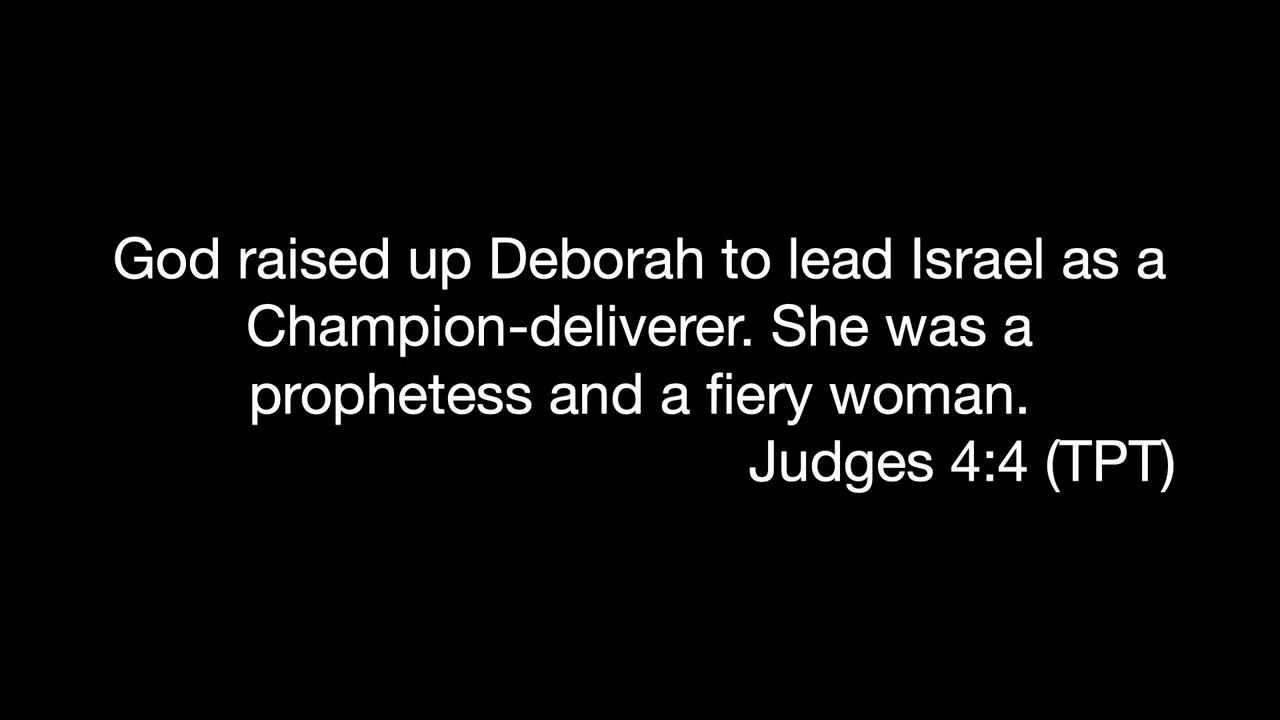 God raised up Deborah to lead Israel as a
Champion-deliverer. She was a
prophetess and a fiery woman.
Judges 4:4 (TPT)